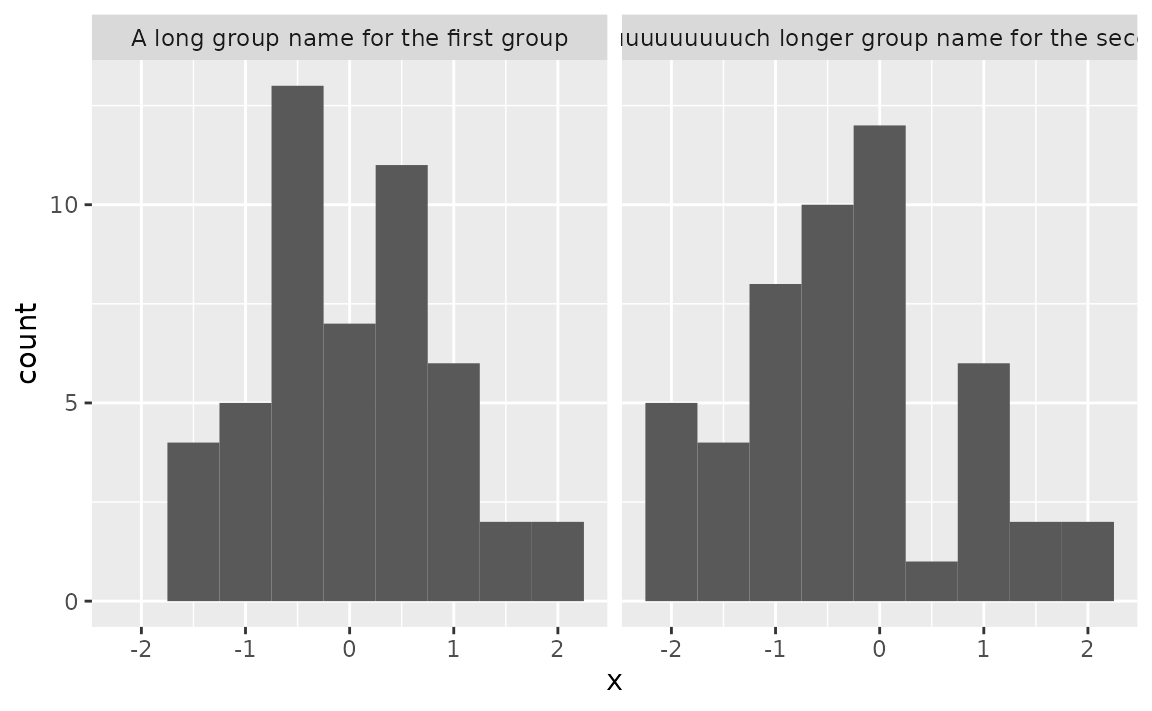 A long group name for the first group
uuuuuuuuch longer group name for the
count
10
5
0
-2 -1 0 1 2
-2 -1 0 1 2
x